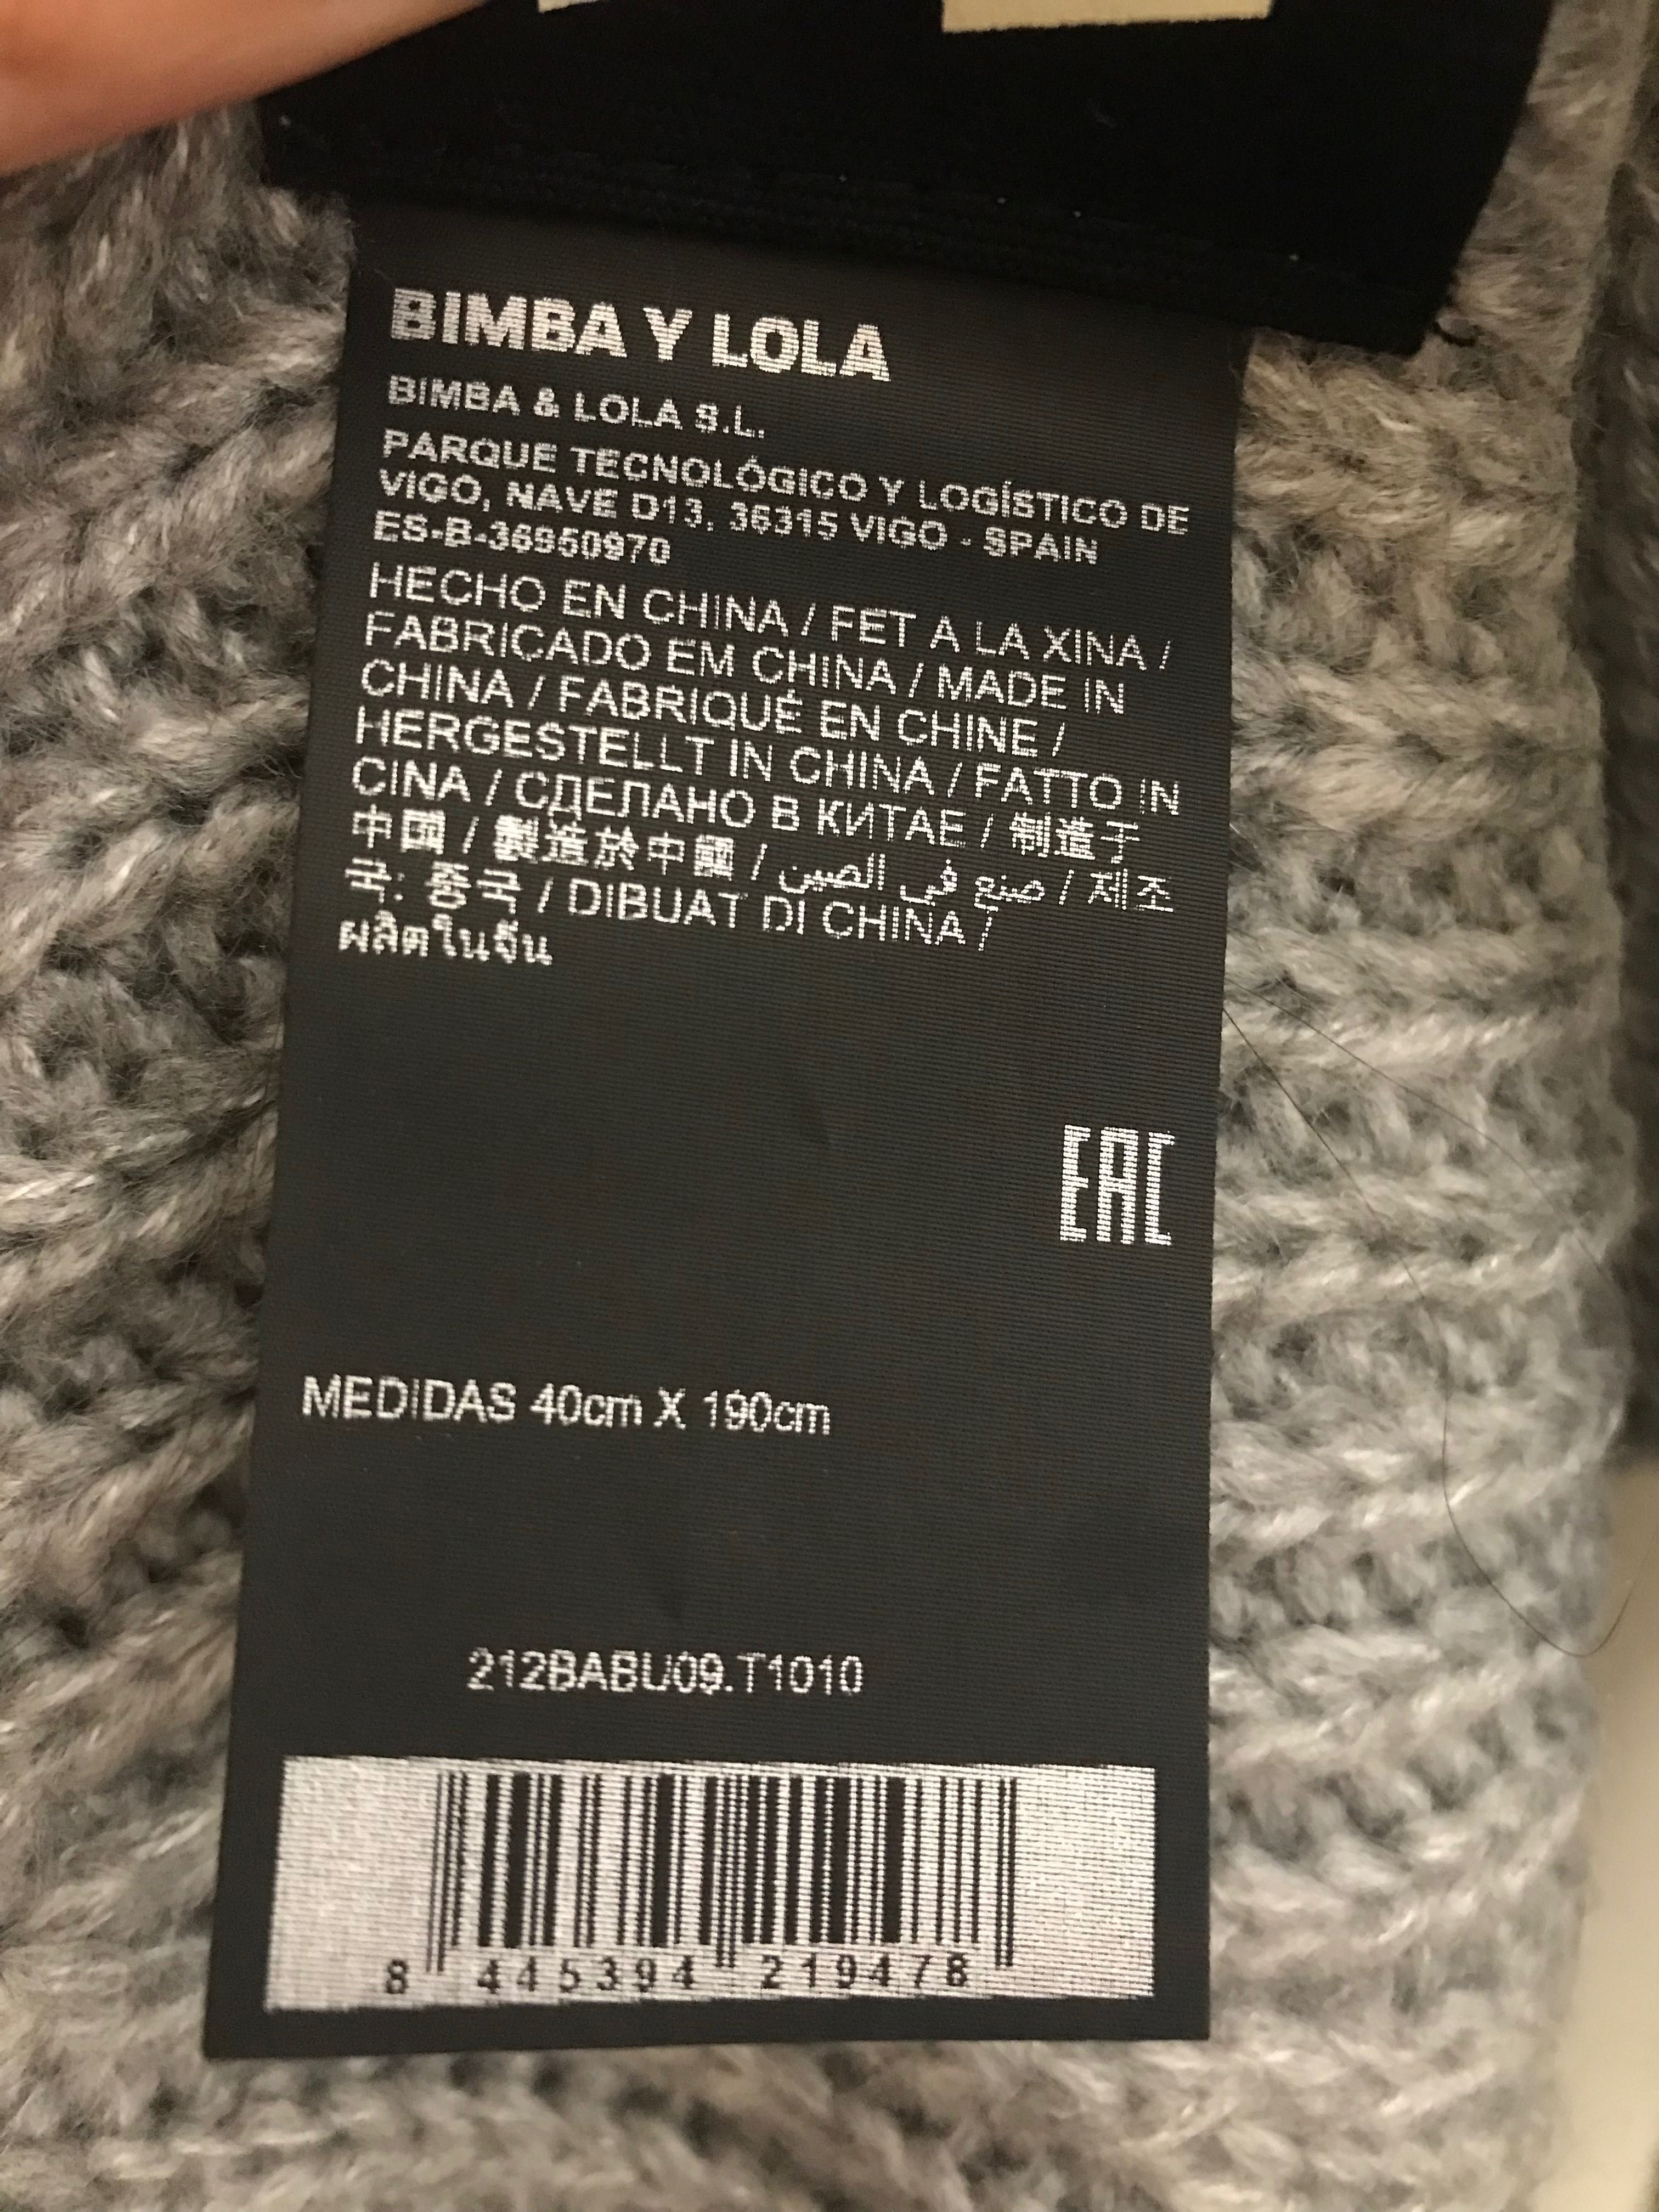 BIMBA Y LOLA
BIMBA & LOLA S.L.
PARQUE TECNOLÓGICO Y LOGÍSTICO DE
VIGO, NAVE D13, 36315 VIGO - SPAIN
ES-B-36950970
HECHO EN CHINA / FET A LA XINA /
FABRICADO EM CHINA / MADE IN
CHINA / FABRIQUÉ EN CHINE /
HERGESTELLT IN CHINA / FATTO IN
CINA / СДЕЛАНО В КИТАЕ / 制造于
中国 / 製造於中國 / صنع في الصين / 제조
국: 중국 / DIBUAT DI CHINA /
ผลิตในจีน
EAC
MEDIDAS 40cm X 190cm
212BABU09.T1010
8 445394 219478